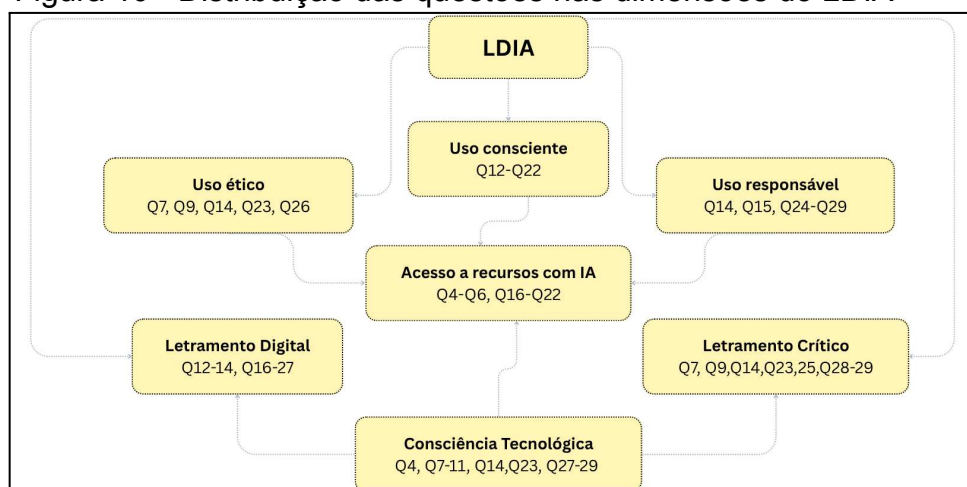 Figura 10 - Distribuição das questões nas dimensões do LDIA
LDIA
Uso consciente
Q12-Q22
Uso ético
Q7, Q9, Q14, Q23, Q26
Uso responsável
Q14, Q15, Q24-Q29
Acesso a recursos com IA
Q4-Q6, Q16-Q22
Letramento Digital
Q12-14, Q16-27
Letramento Crítico
Q7, Q9,Q14,Q23,25,Q28-29
Consciência Tecnológica
Q4, Q7-11, Q14,Q23, Q27-29